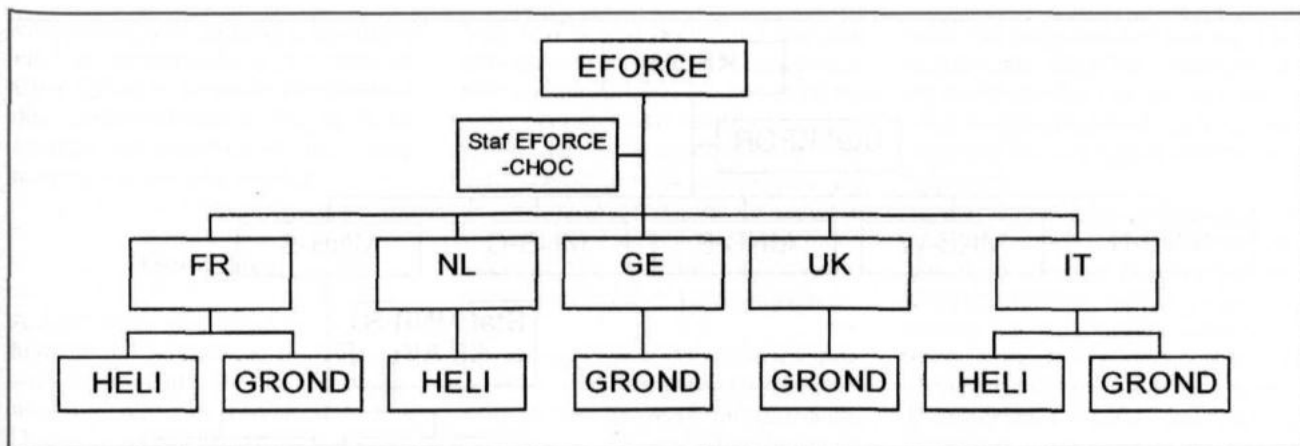 EFORCE
Staf EFORCE
-CHOC
FR NL GE UK IT
HELI GROND HELI GROND GROND HELI GROND